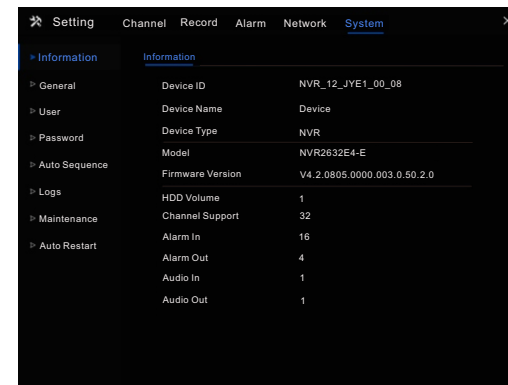 Setting Channel Record Alarm Network System
Information
General
User
Password
Auto Sequence
Logs
Maintenance
Auto Restart
Information
Device ID NVR_12_JYE1_00_08
Device Name Device
Device Type NVR
Model NVR2632E4-E
Firmware Version V4.2.0805.0000.003.0.50.2.0
HDD Volume 1
Channel Support 32
Alarm In 16
Alarm Out 4
Audio In 1
Audio Out 1